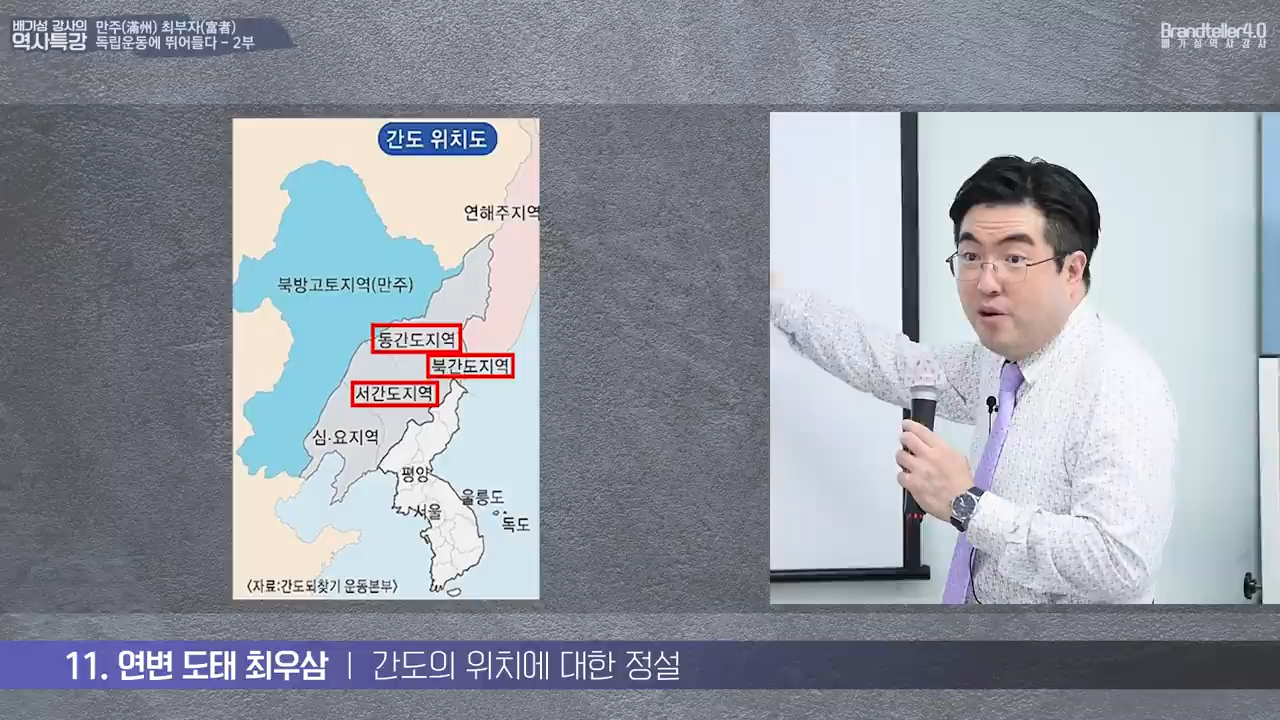 배기성 강사의
역사특강
만주(滿州) 최부자(富者)
독립운동에 뛰어들다 - 2부
Brandteller4.0
배기성역사강사
간도 위치도
연해주지역
북방고토지역(만주)
동간도지역
북간도지역
서간도지역
심·요지역
평양
울릉도
서울
독도
〈자료:간도되찾기 운동본부〉
11. 연변 도태 최우삼 | 간도의 위치에 대한 정설